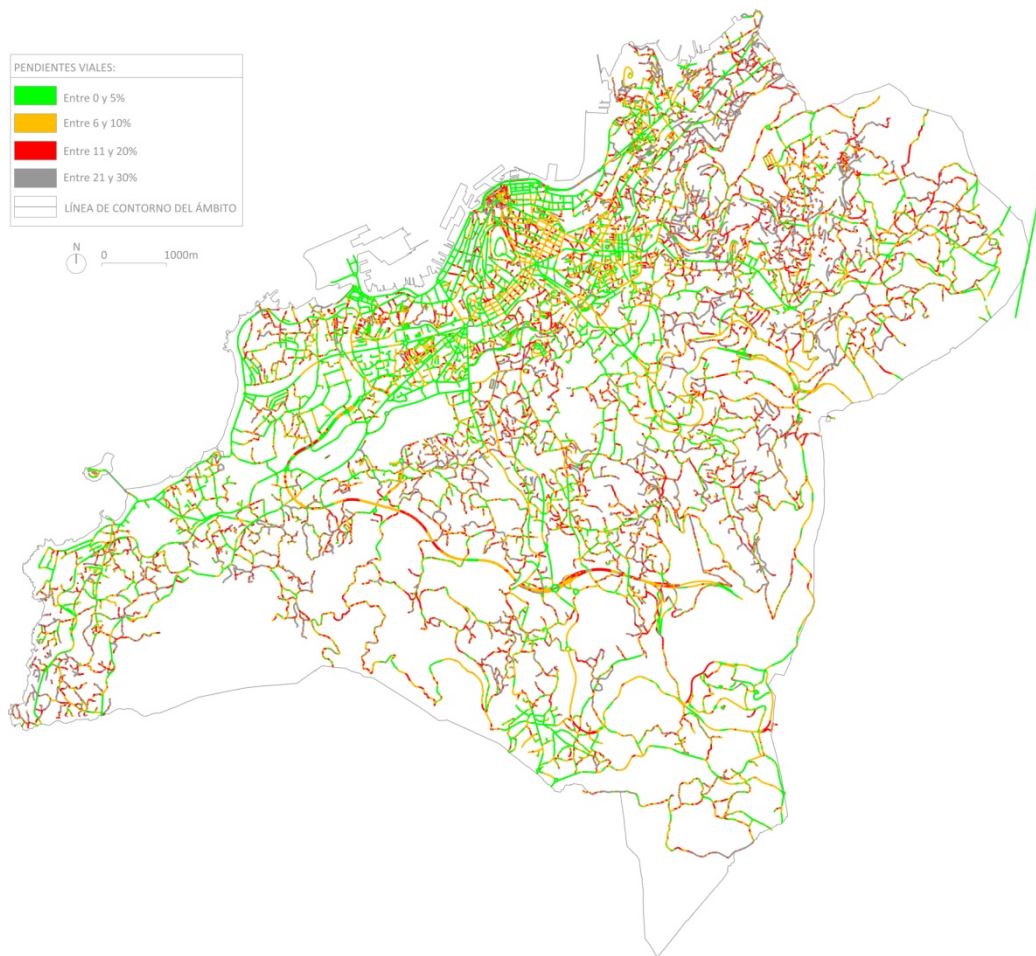 PENDIENTES VIALES:
Entre 0 y 5%
Entre 6 y 10%
Entre 11 y 20%
Entre 21 y 30%
LÍNEA DE CONTORNO DEL ÁMBITO
N
0 1000m